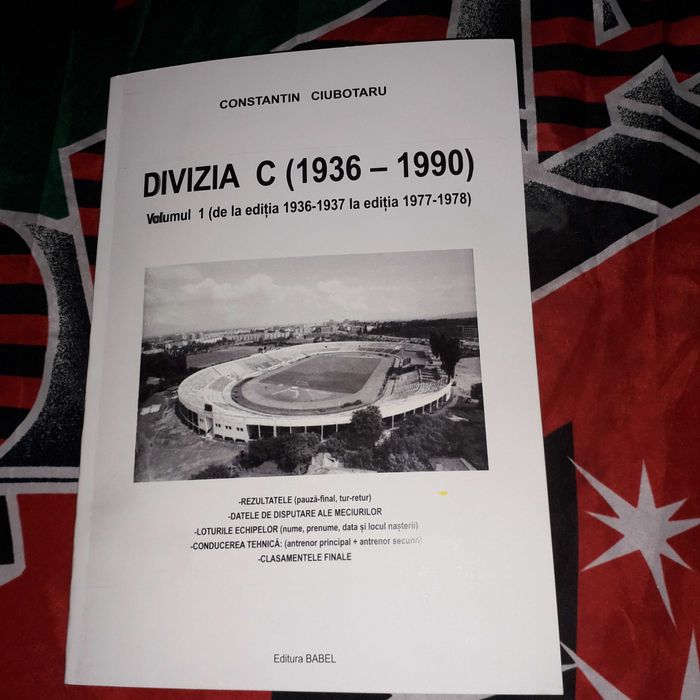 CONSTANTIN CIUBOTARU
DIVIZIA C (1936 – 1990)
Volumul 1 (de la ediția 1936-1937 la ediția 1977-1978)
-REZULTATELE (pauză-final, tur-retur)
-DATELE DE DISPUTARE ALE MECIURILOR
-LOTURILE ECHIPELOR (nume, prenume, data și locul nașterii)
-CONDUCEREA TEHNICĂ: (antrenor principal + antrenor secund)
-CLASAMENTELE FINALE
Editura BABEL